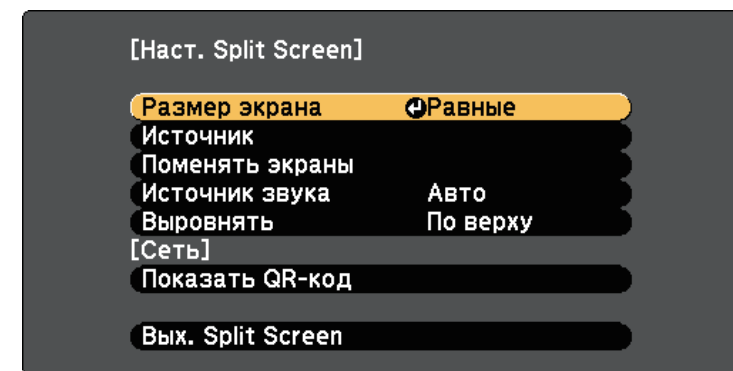 [Наст. Split Screen]
Размер экрана Равные
Источник
Поменять экраны
Источник звука Авто
Выровнять По верху
[Сеть]
Показать QR-код
Вых. Split Screen